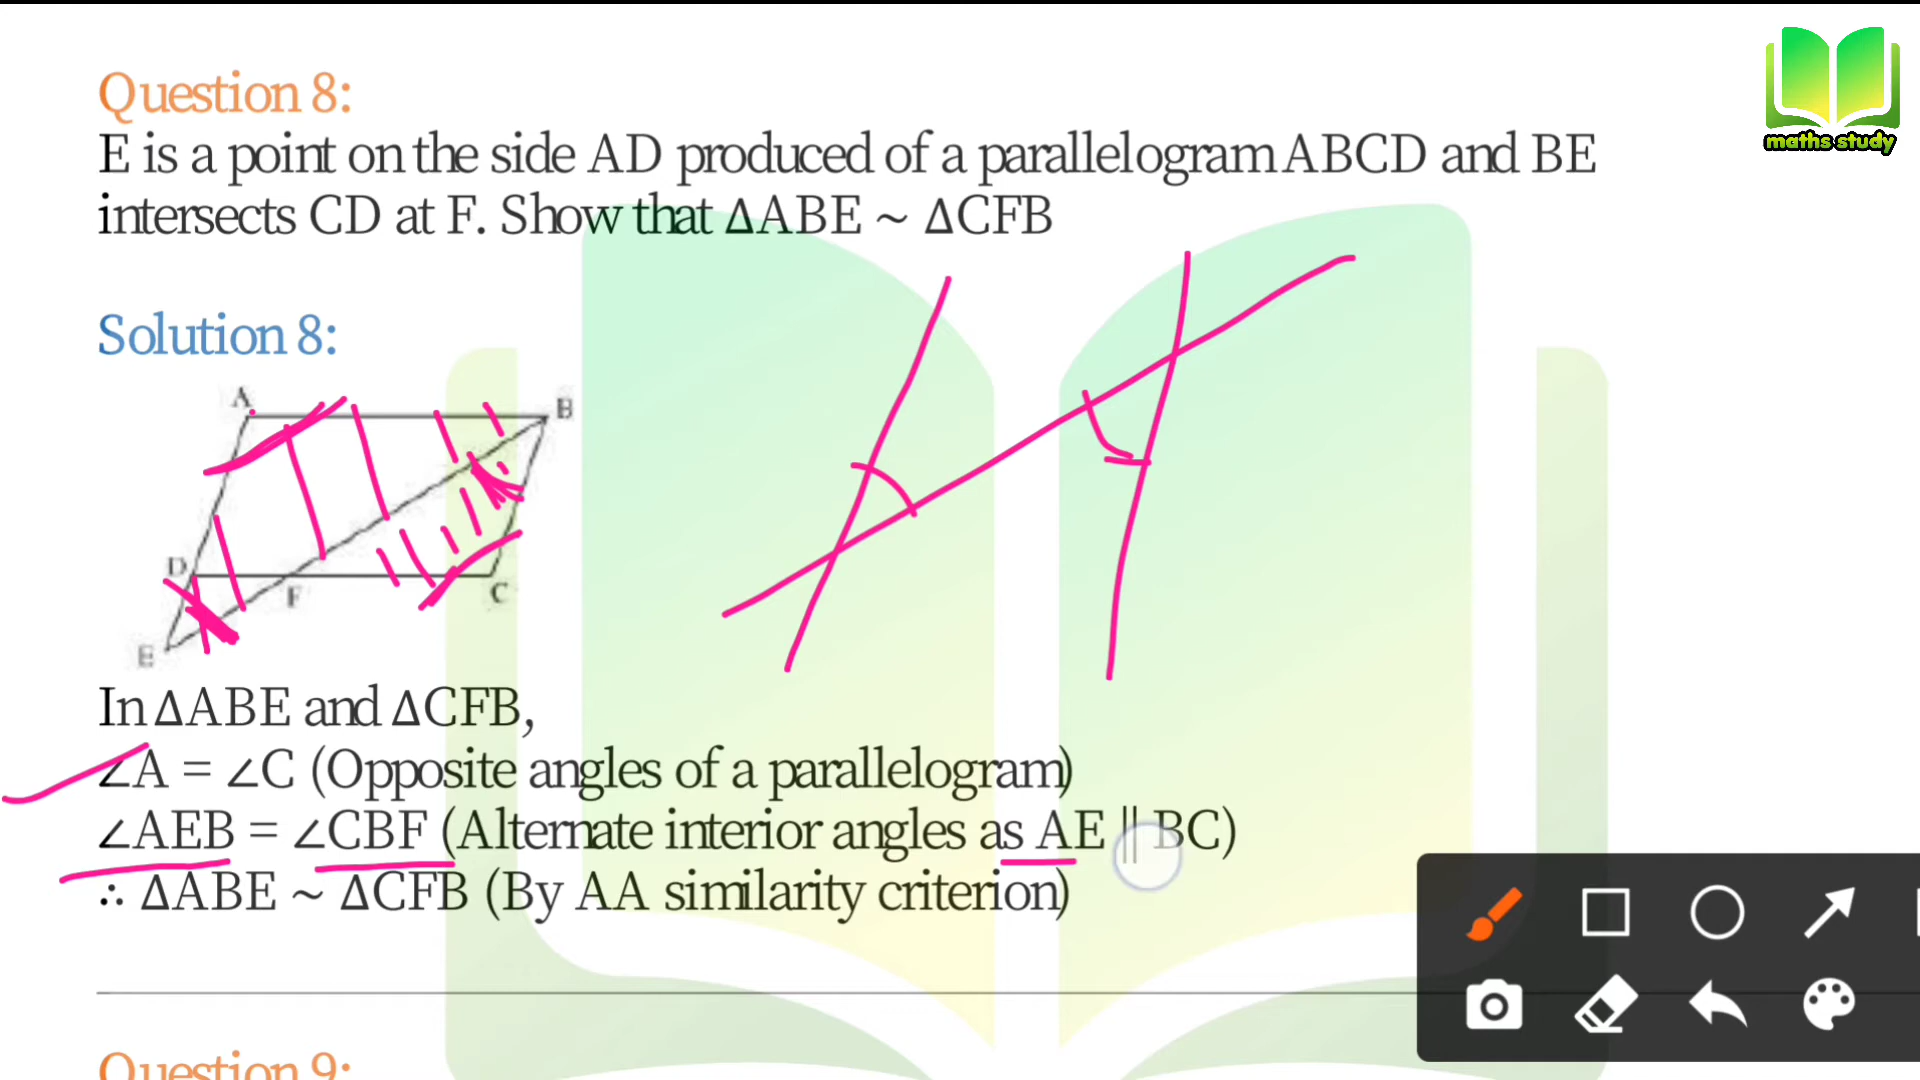 maths study
Question 8:
E is a point on the side AD produced of a parallelogram ABCD and BE
intersects CD at F. Show that ΔABE ~ ΔCFB
Solution 8:
A
B
D
F
C
E
In ΔABE and ΔCFB,
∠A = ∠C (Opposite angles of a parallelogram)
∠AEB = ∠CBF (Alternate interior angles as AE || BC)
∴ ΔABE ~ ΔCFB (By AA similarity criterion)
Question 9: